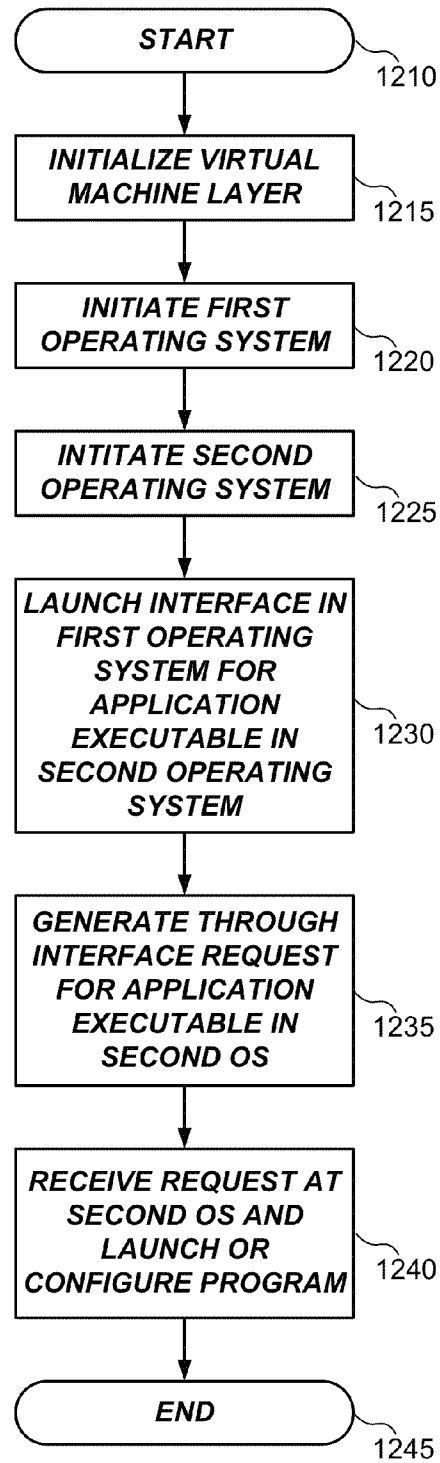 START
1210
INITIALIZE VIRTUAL
MACHINE LAYER
1215
INITIATE FIRST
OPERATING SYSTEM
1220
INTITATE SECOND
OPERATING SYSTEM
1225
LAUNCH INTERFACE IN
FIRST OPERATING
SYSTEM FOR
APPLICATION
EXECUTABLE IN
SECOND OPERATING
SYSTEM
1230
GENERATE THROUGH
INTERFACE REQUEST
FOR APPLICATION
EXECUTABLE IN
SECOND OS
1235
RECEIVE REQUEST AT
SECOND OS AND
LAUNCH OR
CONFIGURE PROGRAM
1240
END
1245